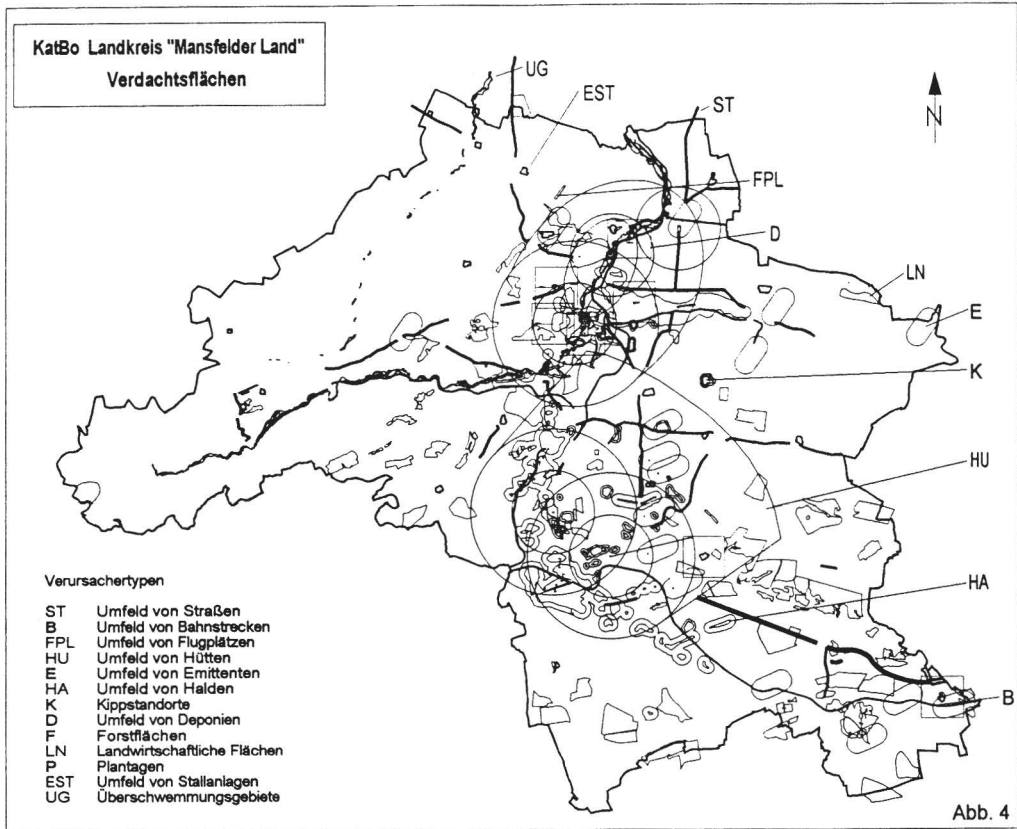 KatBo Landkreis "Mansfelder Land"
Verdachtsflächen
UG
EST
ST
N
FPL
D
LN
E
K
HU
HA
B
Verursachertypen
ST Umfeld von Straßen
B Umfeld von Bahnstrecken
FPL Umfeld von Flugplätzen
HU Umfeld von Hütten
E Umfeld von Emittenten
HA Umfeld von Halden
K Kippstandorte
D Umfeld von Deponien
F Forstflächen
LN Landwirtschaftliche Flächen
P Plantagen
EST Umfeld von Stallanlagen
UG Überschwemmungsgebiete
Abb. 4